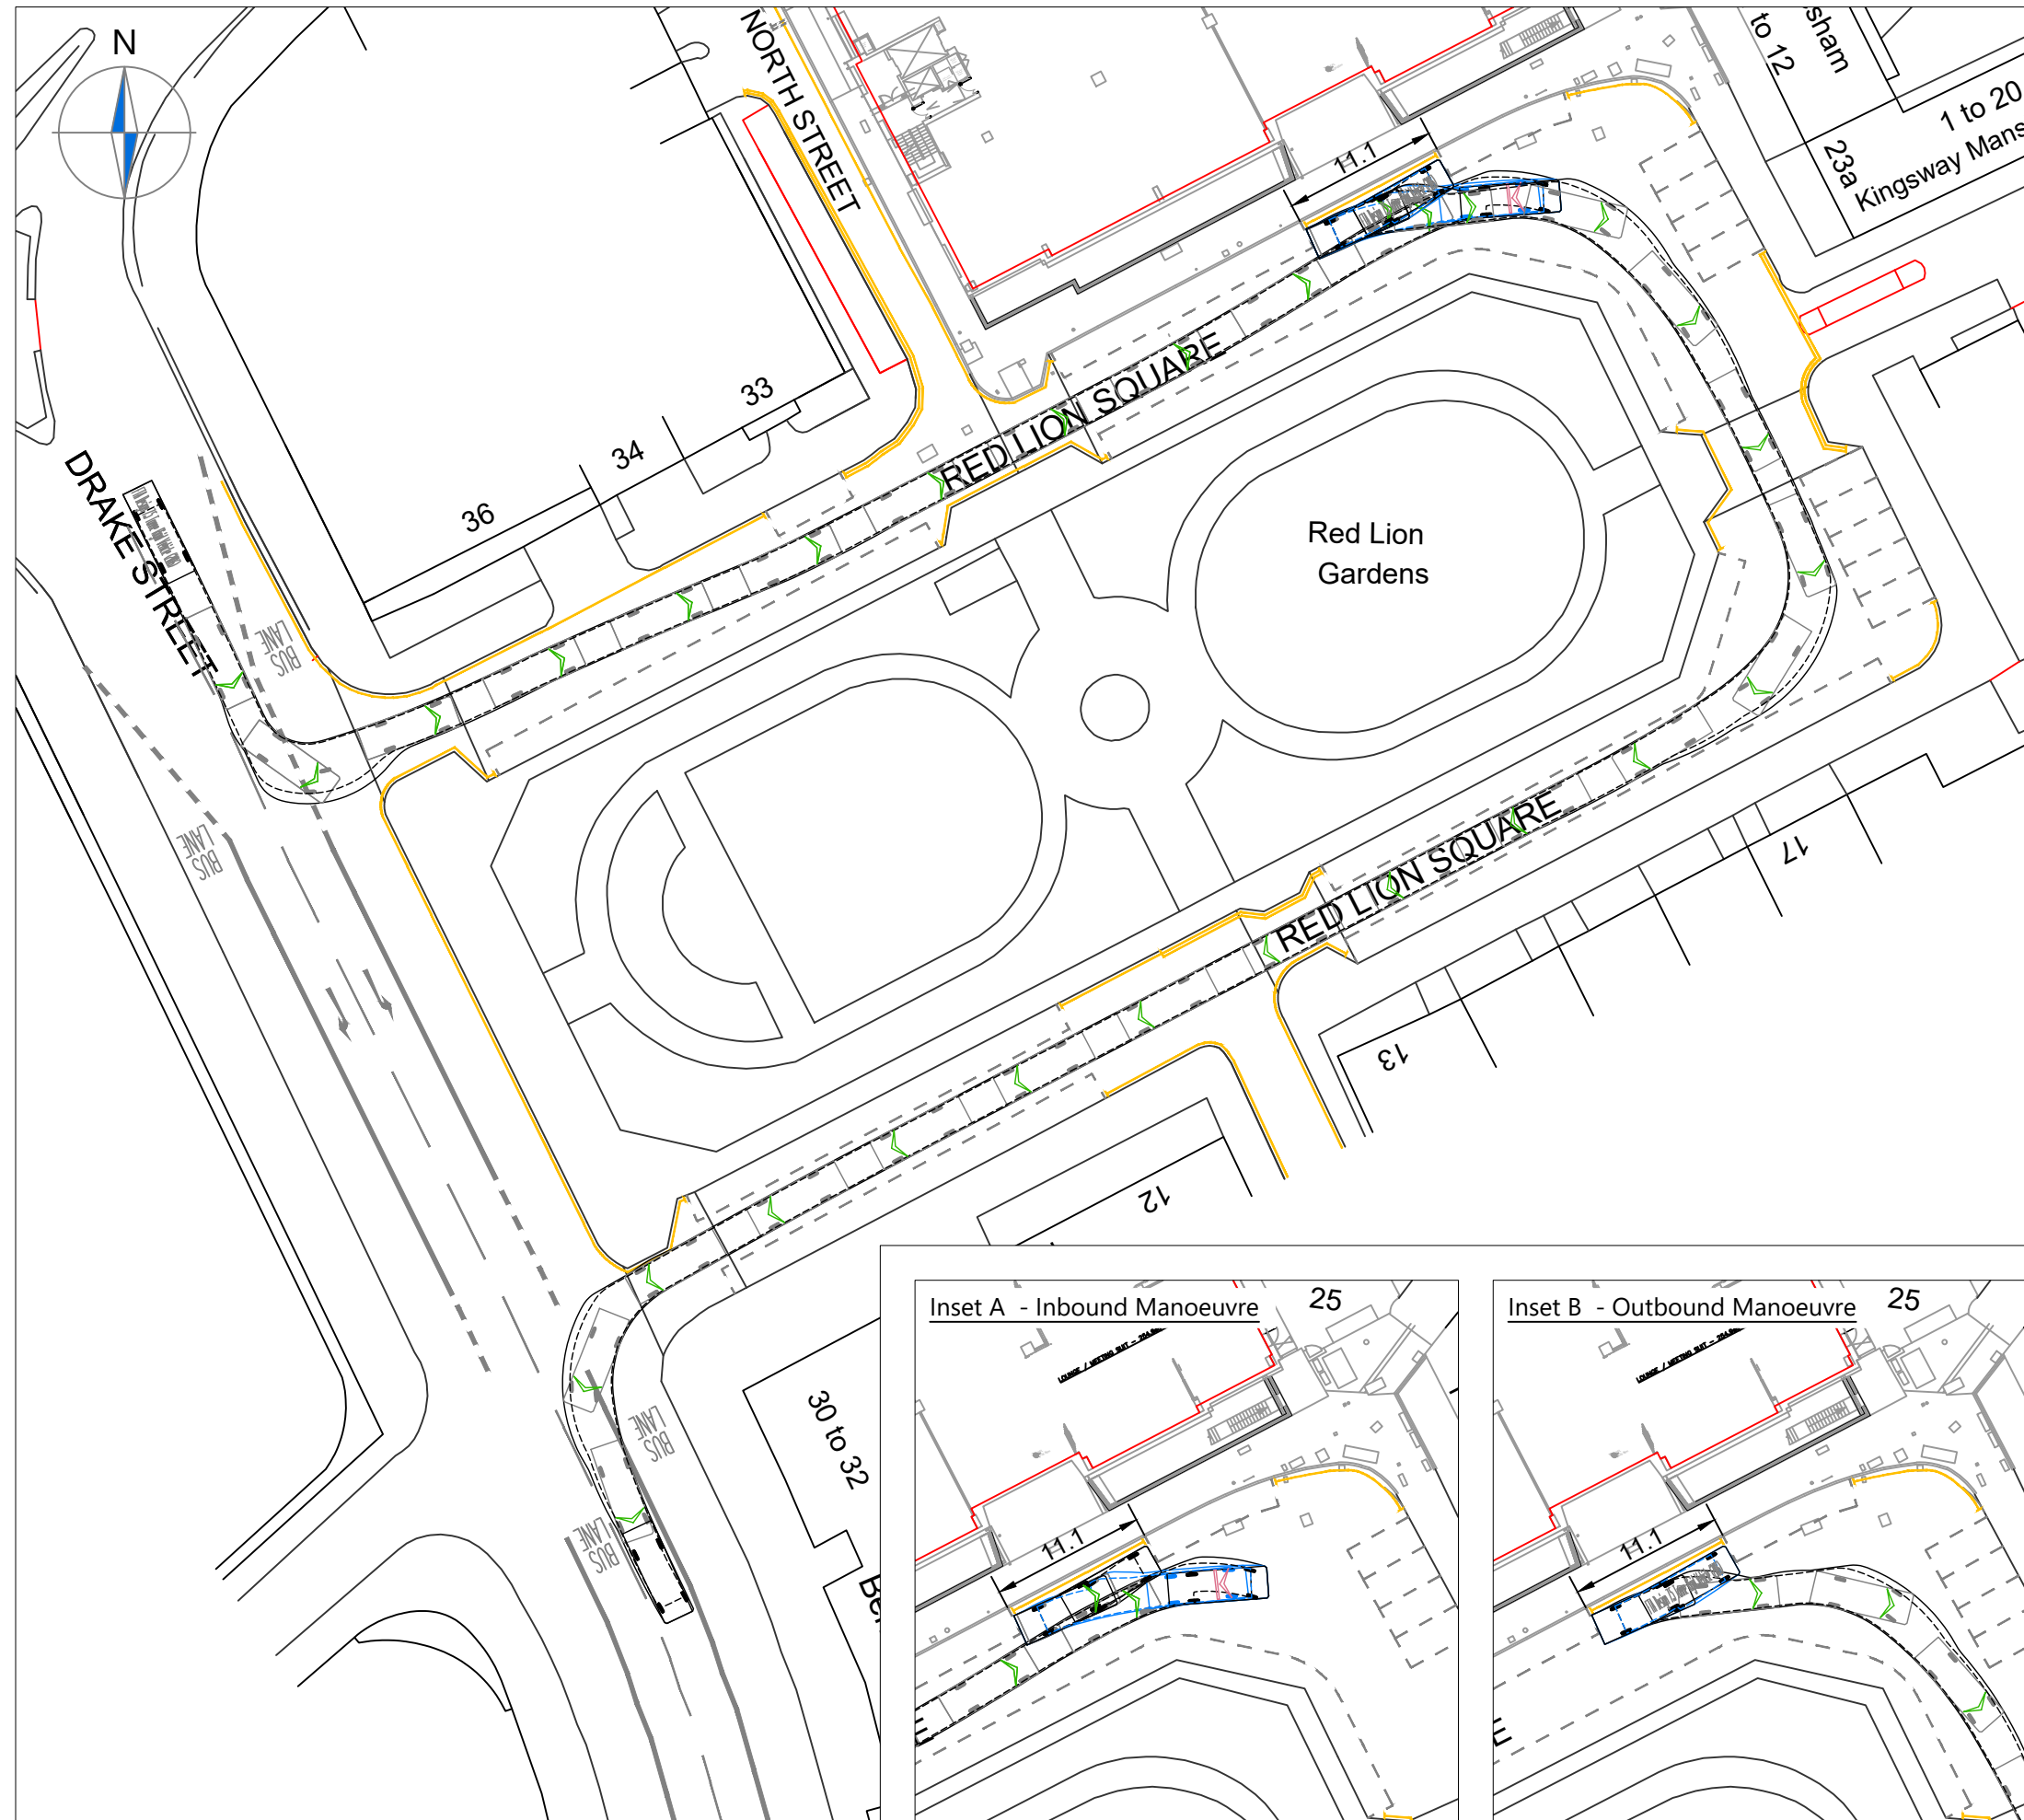 N
NORTH STREET
sham
to 12
1 to 20
Kingsway Mans
23a
11.1
DRAKE STREET
33
34
36
RED LION SQUARE
Red Lion
Gardens
BUS
LANE
BUS
LANE
RED LION SQUARE
17
13
12
30 to 32
BUS
LANE
BUS
LANE
Be
Inset A - Inbound Manoeuvre
25
11.1
E
Inset B - Outbound Manoeuvre
25
11.1
E